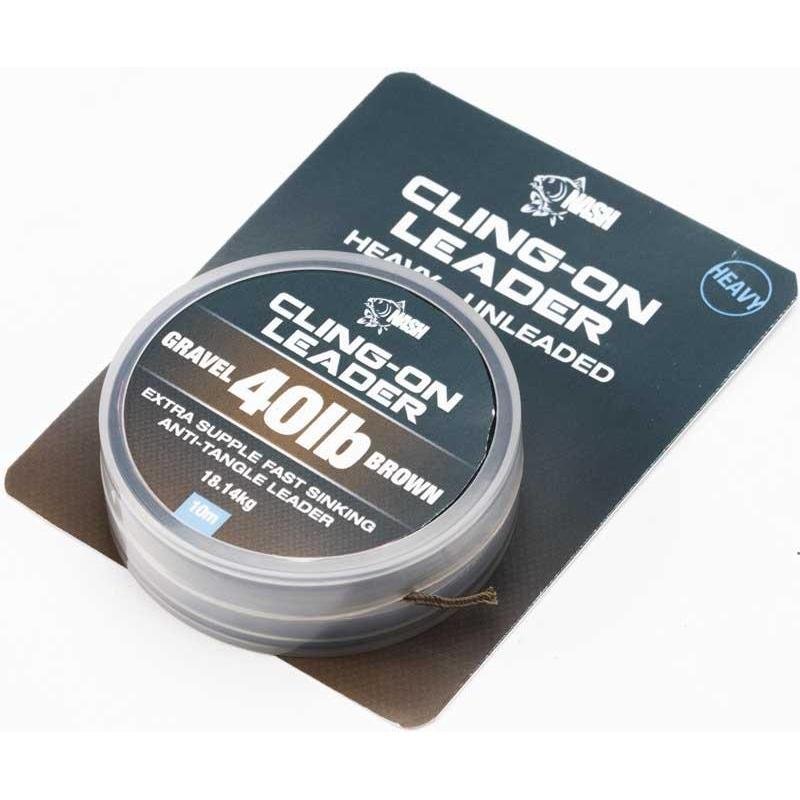 NASH
CLING-ON
LEADER
HEAVY UNLEADED
HEAVY
NASH
CLING-ON
LEADER
GRAVEL 40lb BROWN
EXTRA SUPPLE FAST SINKING
ANTI-TANGLE LEADER
18.14kg
10m